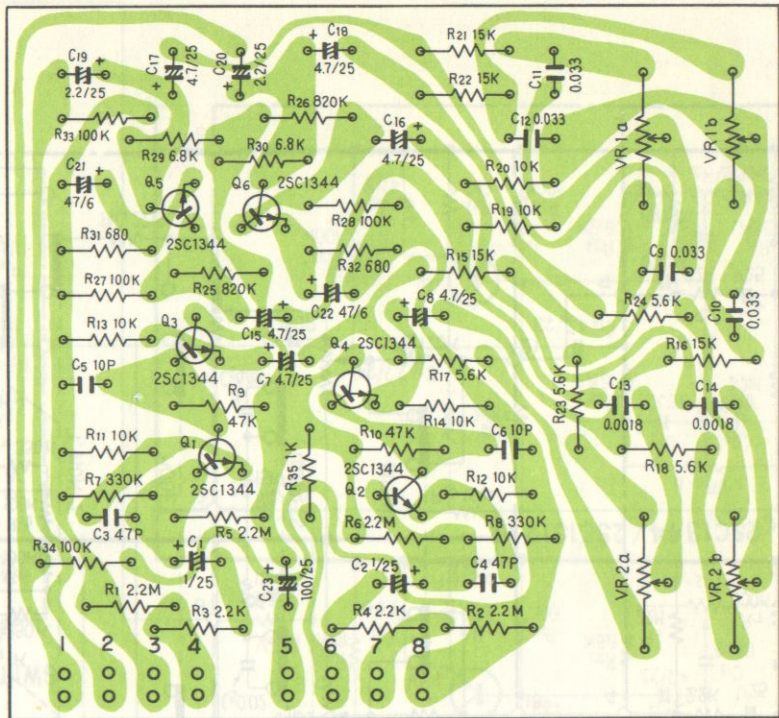 C19
2.2/25
C17
4.7/25
C20
2.2/25
C18
4.7/25
R21 15K
R22 15K
C11
0.033
R33 100K
R26 820K
C16
4.7/25
C12 0.033
VR1a
VR1b
R29 6.8K
R30 6.8K
R20 10K
C21
47/6
Q5
2SC1344
Q6
2SC1344
R28 100K
R19 10K
R31 680
R32 680
R15 15K
C9 0.033
R27 100K
R25 820K
C22 47/6
C8 4.7/25
R24 5.6K
C10
0.033
R13 10K
Q3
2SC1344
C15 4.7/25
Q4
2SC1344
R16 15K
C5 10P
C7 4.7/25
R17 5.6K
R23 5.6K
C13
0.0018
C14
0.0018
R9
47K
R14 10K
R11 10K
Q1
2SC1344
R35 1K
R10 47K
C6 10P
R18 5.6K
R7 330K
2SC1344
Q2
R12 10K
C3 47P
R5 2.2M
R6 2.2M
R8 330K
R34 100K
C1
1/25
C23
100/25
C2 1/25
C4 47P
VR2a
VR2b
R1 2.2M
R3 2.2K
R4 2.2K
R2 2.2M
1 2 3 4 5 6 7 8